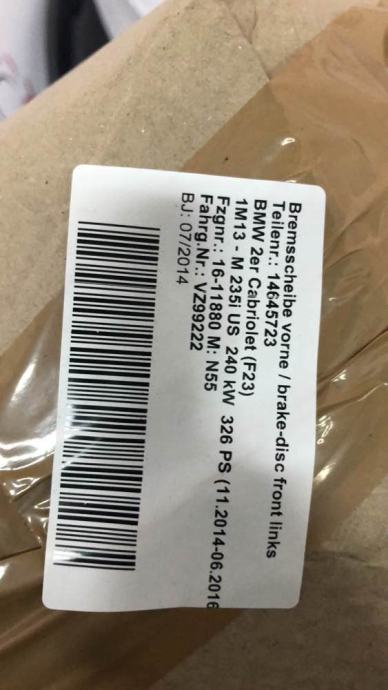 Bremsscheibe vorne / brake-disc front links
Teilenr.: 14645723
BMW 2er Cabriolet (F23)
1M13 - M 235i US 240 kW 326 PS (11.2014-06.2016
Fzgnr.: 16-11880 M: N55
Fahrg.Nr.: VZ99222
BJ: 07/2014